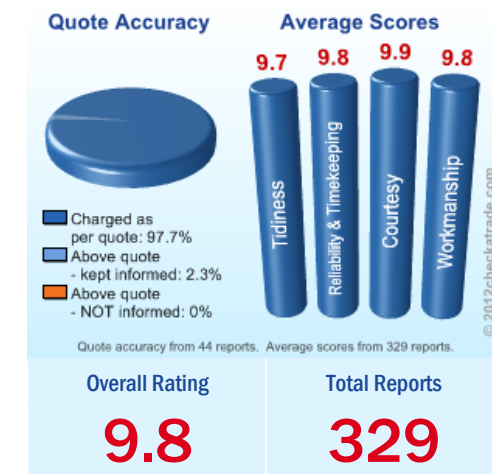 Quote Accuracy
Charged as
per quote: 97.7%
Above quote
- kept informed: 2.3%
Above quote
- NOT informed: 0%
Average Scores
9.7
9.8
9.9
9.8
Tidiness
Reliability & Timekeeping
Courtesy
Workmanship
© 2012checkatrade.com
Quote accuracy from 44 reports. Average scores from 329 reports.
Overall Rating
9.8
Total Reports
329